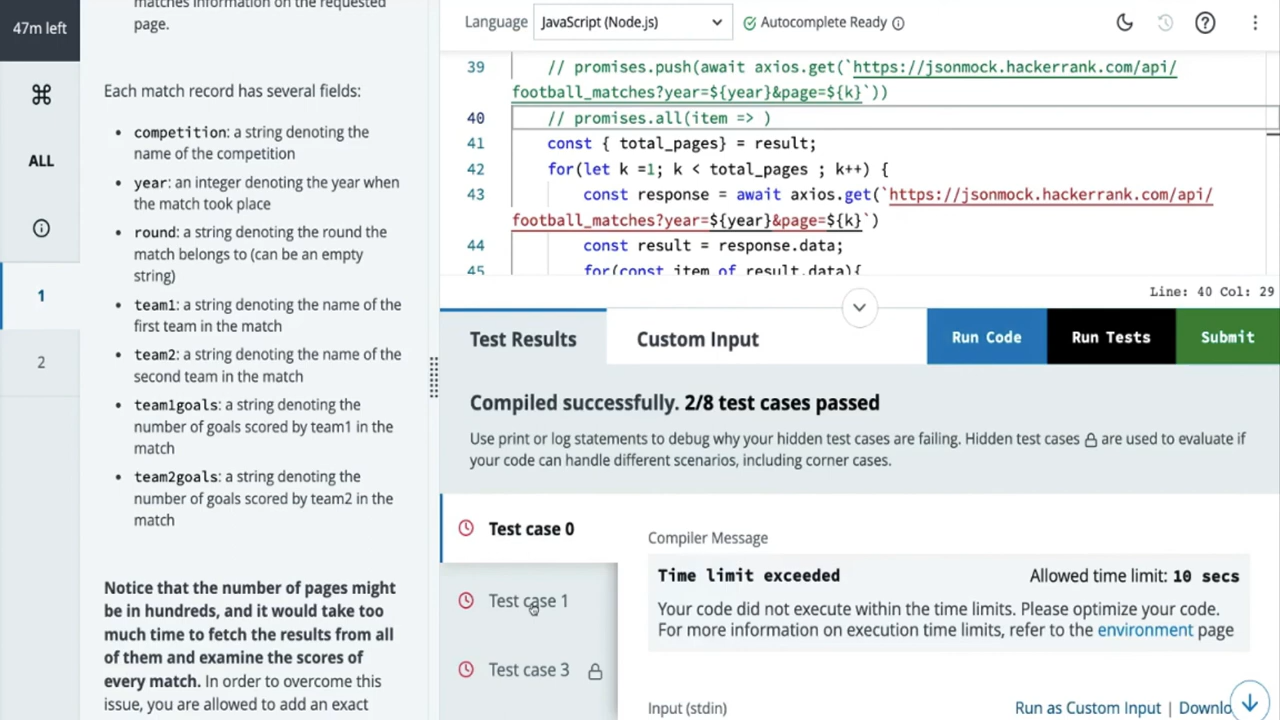 47m left
ALL
1
2
matches information on the requested
page.
Each match record has several fields:
• competition: a string denoting the
name of the competition
• year: an integer denoting the year when
the match took place
• round: a string denoting the round the
match belongs to (can be an empty
string)
• team1: a string denoting the name of the
first team in the match
• team2: a string denoting the name of the
second team in the match
• team1goals: a string denoting the
number of goals scored by team1 in the
match
• team2goals: a string denoting the
number of goals scored by team2 in the
match
Notice that the number of pages might
be in hundreds, and it would take too
much time to fetch the results from all
of them and examine the scores of
every match. In order to overcome this
issue, you are allowed to add an exact
Language JavaScript (Node.js) Autocomplete Ready
39 // promises.push(await axios.get(`https://jsonmock.hackerrank.com/api/
football_matches?year=${year}&page=${k}`))
40 // promises.all(item => )
41 const { total_pages} = result;
42 for(let k =1; k < total_pages ; k++) {
43 const response = await axios.get(`https://jsonmock.hackerrank.com/api/
football_matches?year=${year}&page=${k}`)
44 const result = response.data;
45 for(const item of result.data){
Line: 40 Col: 29
Test Results Custom Input Run Code Run Tests Submit
Compiled successfully. 2/8 test cases passed
Use print or log statements to debug why your hidden test cases are failing. Hidden test cases are used to evaluate if
your code can handle different scenarios, including corner cases.
Test case 0
Test case 1
Test case 3
Compiler Message
Time limit exceeded Allowed time limit: 10 secs
Your code did not execute within the time limits. Please optimize your code.
For more information on execution time limits, refer to the environment page
Input (stdin) Run as Custom Input | Downlo